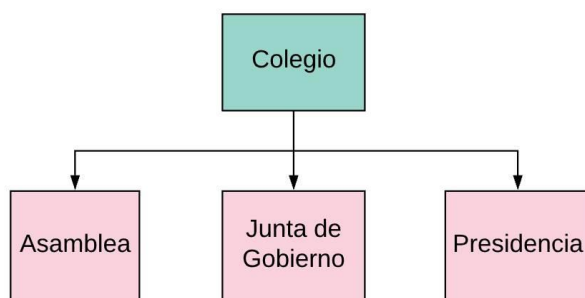 Colegio
Asamblea
Junta de
Gobierno
Presidencia